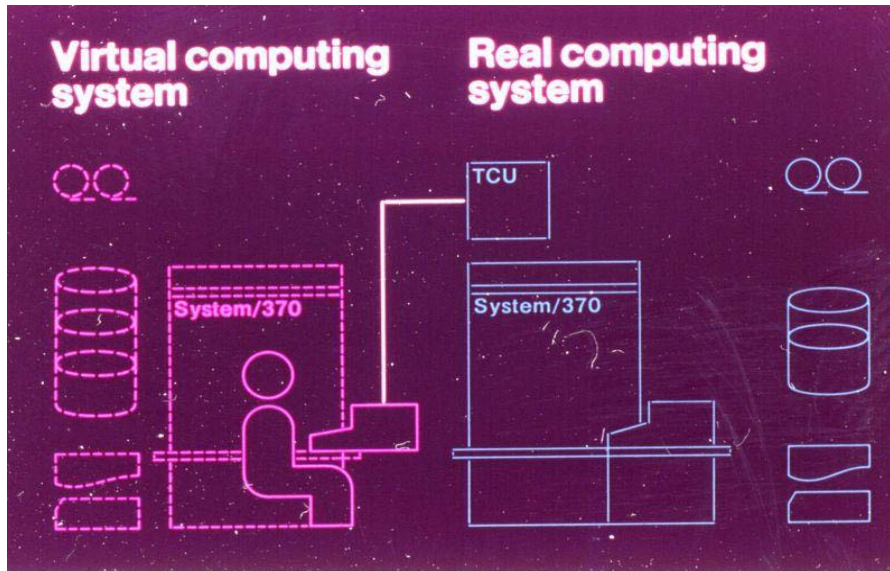 Virtual computing
system
Real computing
system
TCU
System/370
System/370